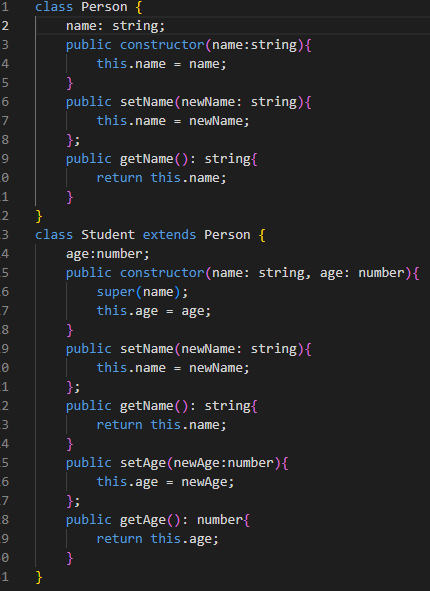 1 class Person {
2 name: string;
3 public constructor(name:string){
4 this.name = name;
5 }
6 public setName(newName: string){
7 this.name = newName;
8 };
9 public getName(): string{
0 return this.name;
1 }
2 }
3 class Student extends Person {
4 age:number;
5 public constructor(name: string, age: number){
6 super(name);
7 this.age = age;
8 }
9 public setName(newName: string){
0 this.name = newName;
1 };
2 public getName(): string{
3 return this.name;
4 }
5 public setAge(newAge:number){
6 this.age = newAge;
7 };
8 public getAge(): number{
9 return this.age;
0 }
1 }